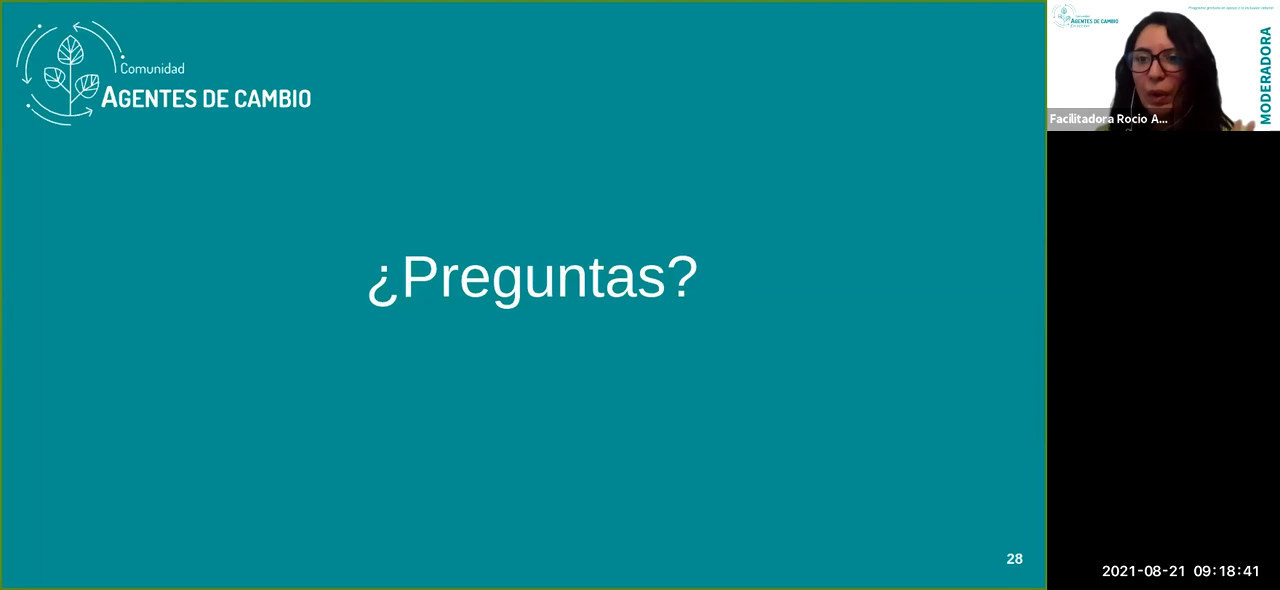 Comunidad
AGENTES DE CAMBIO
¿Preguntas?
28
AGENTES DE CAMBIO
MODERADORA
Facilitadora Rocio A...
2021-08-21 09:18:41